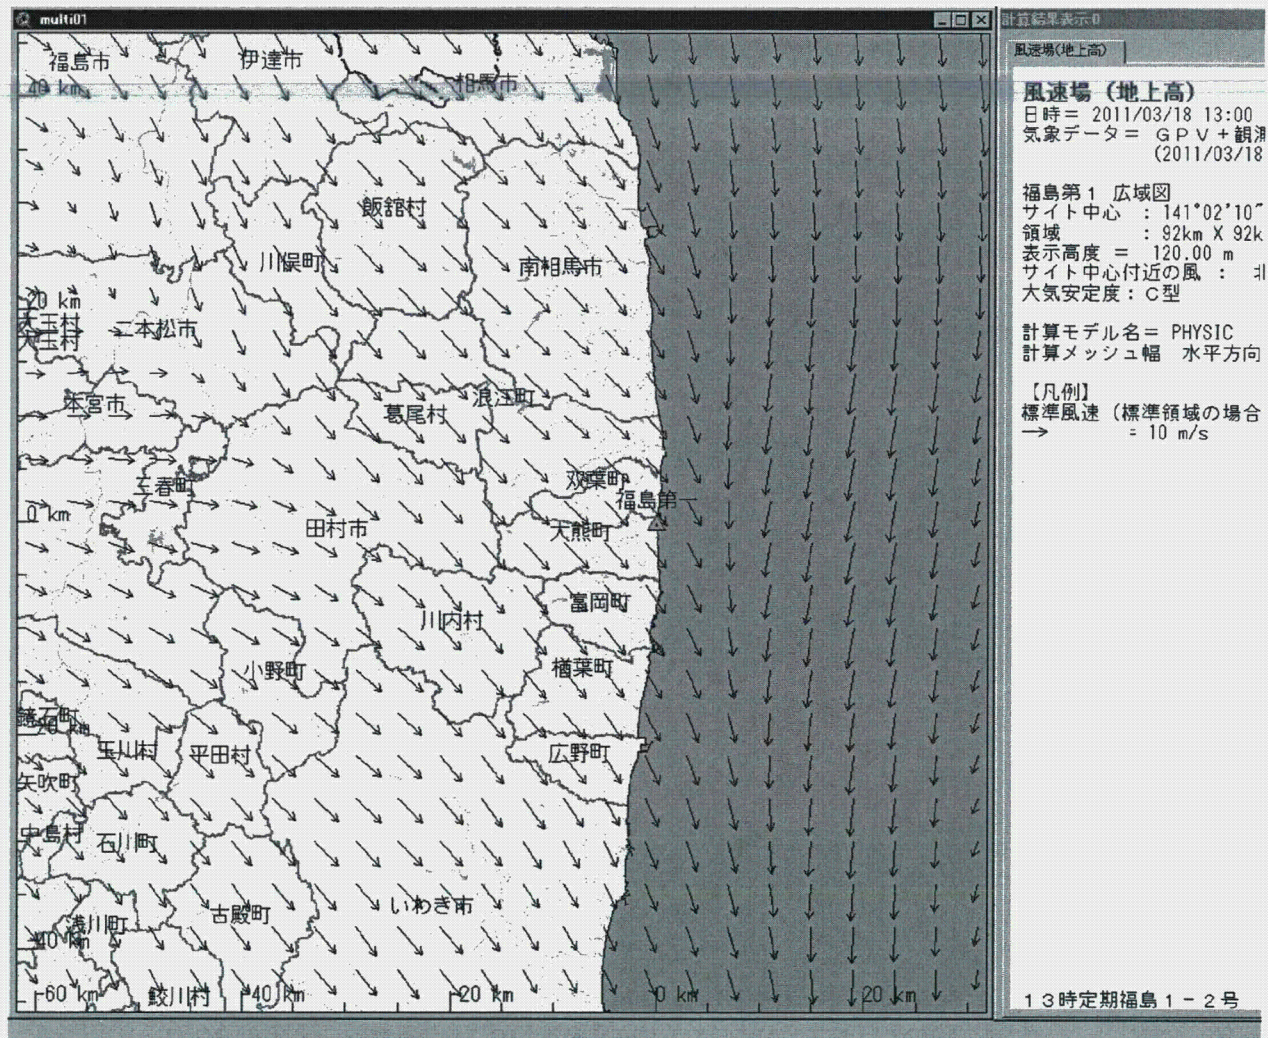 multi01
福島市 伊達市
相馬市
40 km
飯舘村
川俣町 南相馬市
20 km
大玉村 二本松市
大玉村
本宮市 葛尾村 浪江町
三春町 双葉町
福島第一
0 km 田村市 大熊町
川内村 富岡町
小野町 楢葉町
鏡石町
-20 km
玉川村 平田村 広野町
矢吹町
中島村 石川町
浅川町 古殿町 いわき市
-40 km
-60 km 鮫川村 -40 km -20 km 0 km 20 km
計算結果表示:0
風速場(地上高)
風速場(地上高)
日時= 2011/03/18 13:00
気象データ= GPV+観測
(2011/03/18
福島第1 広域図
サイト中心 : 141°02'10"
領域 : 92km X 92k
表示高度 = 120.00 m
サイト中心付近の風 : 北
大気安定度:C型
計算モデル名= PHYSIC
計算メッシュ幅 水平方向
【凡例】
標準風速(標準領域の場合
→ = 10 m/s
13時定期福島1-2号